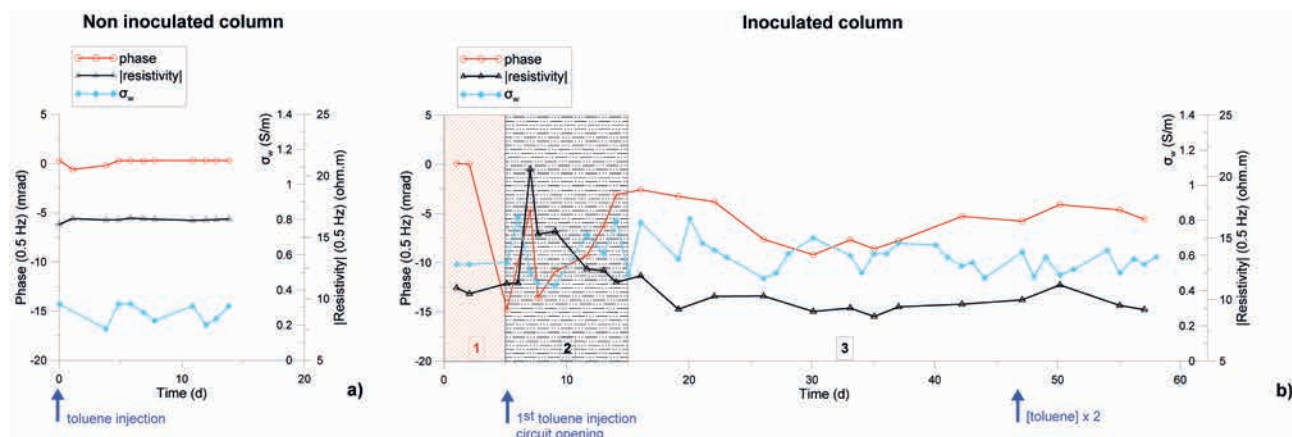 Non inoculated column
Inoculated column
phase
|resistivity|
σw
phase
|resistivity|
σw
Phase (0.5 Hz) (mrad)
5
0
-5
-10
-15
-20
0
10
20
Time (d)
σw (S/m)
1.4
1.2
1
0.8
0.6
0.4
0.2
0
|Resistivity| (0.5 Hz) (ohm.m)
25
20
15
10
5
toluene injection
a)
Phase (0.5 Hz) (mrad)
5
0
-5
-10
-15
-20
1
2
3
0
10
20
30
40
50
60
Time (d)
σw (S/m)
1.4
1.2
1
0.8
0.6
0.4
0.2
0
|Resistivity| (0.5 Hz) (ohm.m)
25
20
15
10
5
1st toluene injection
circuit opening
[toluene] x 2
b)